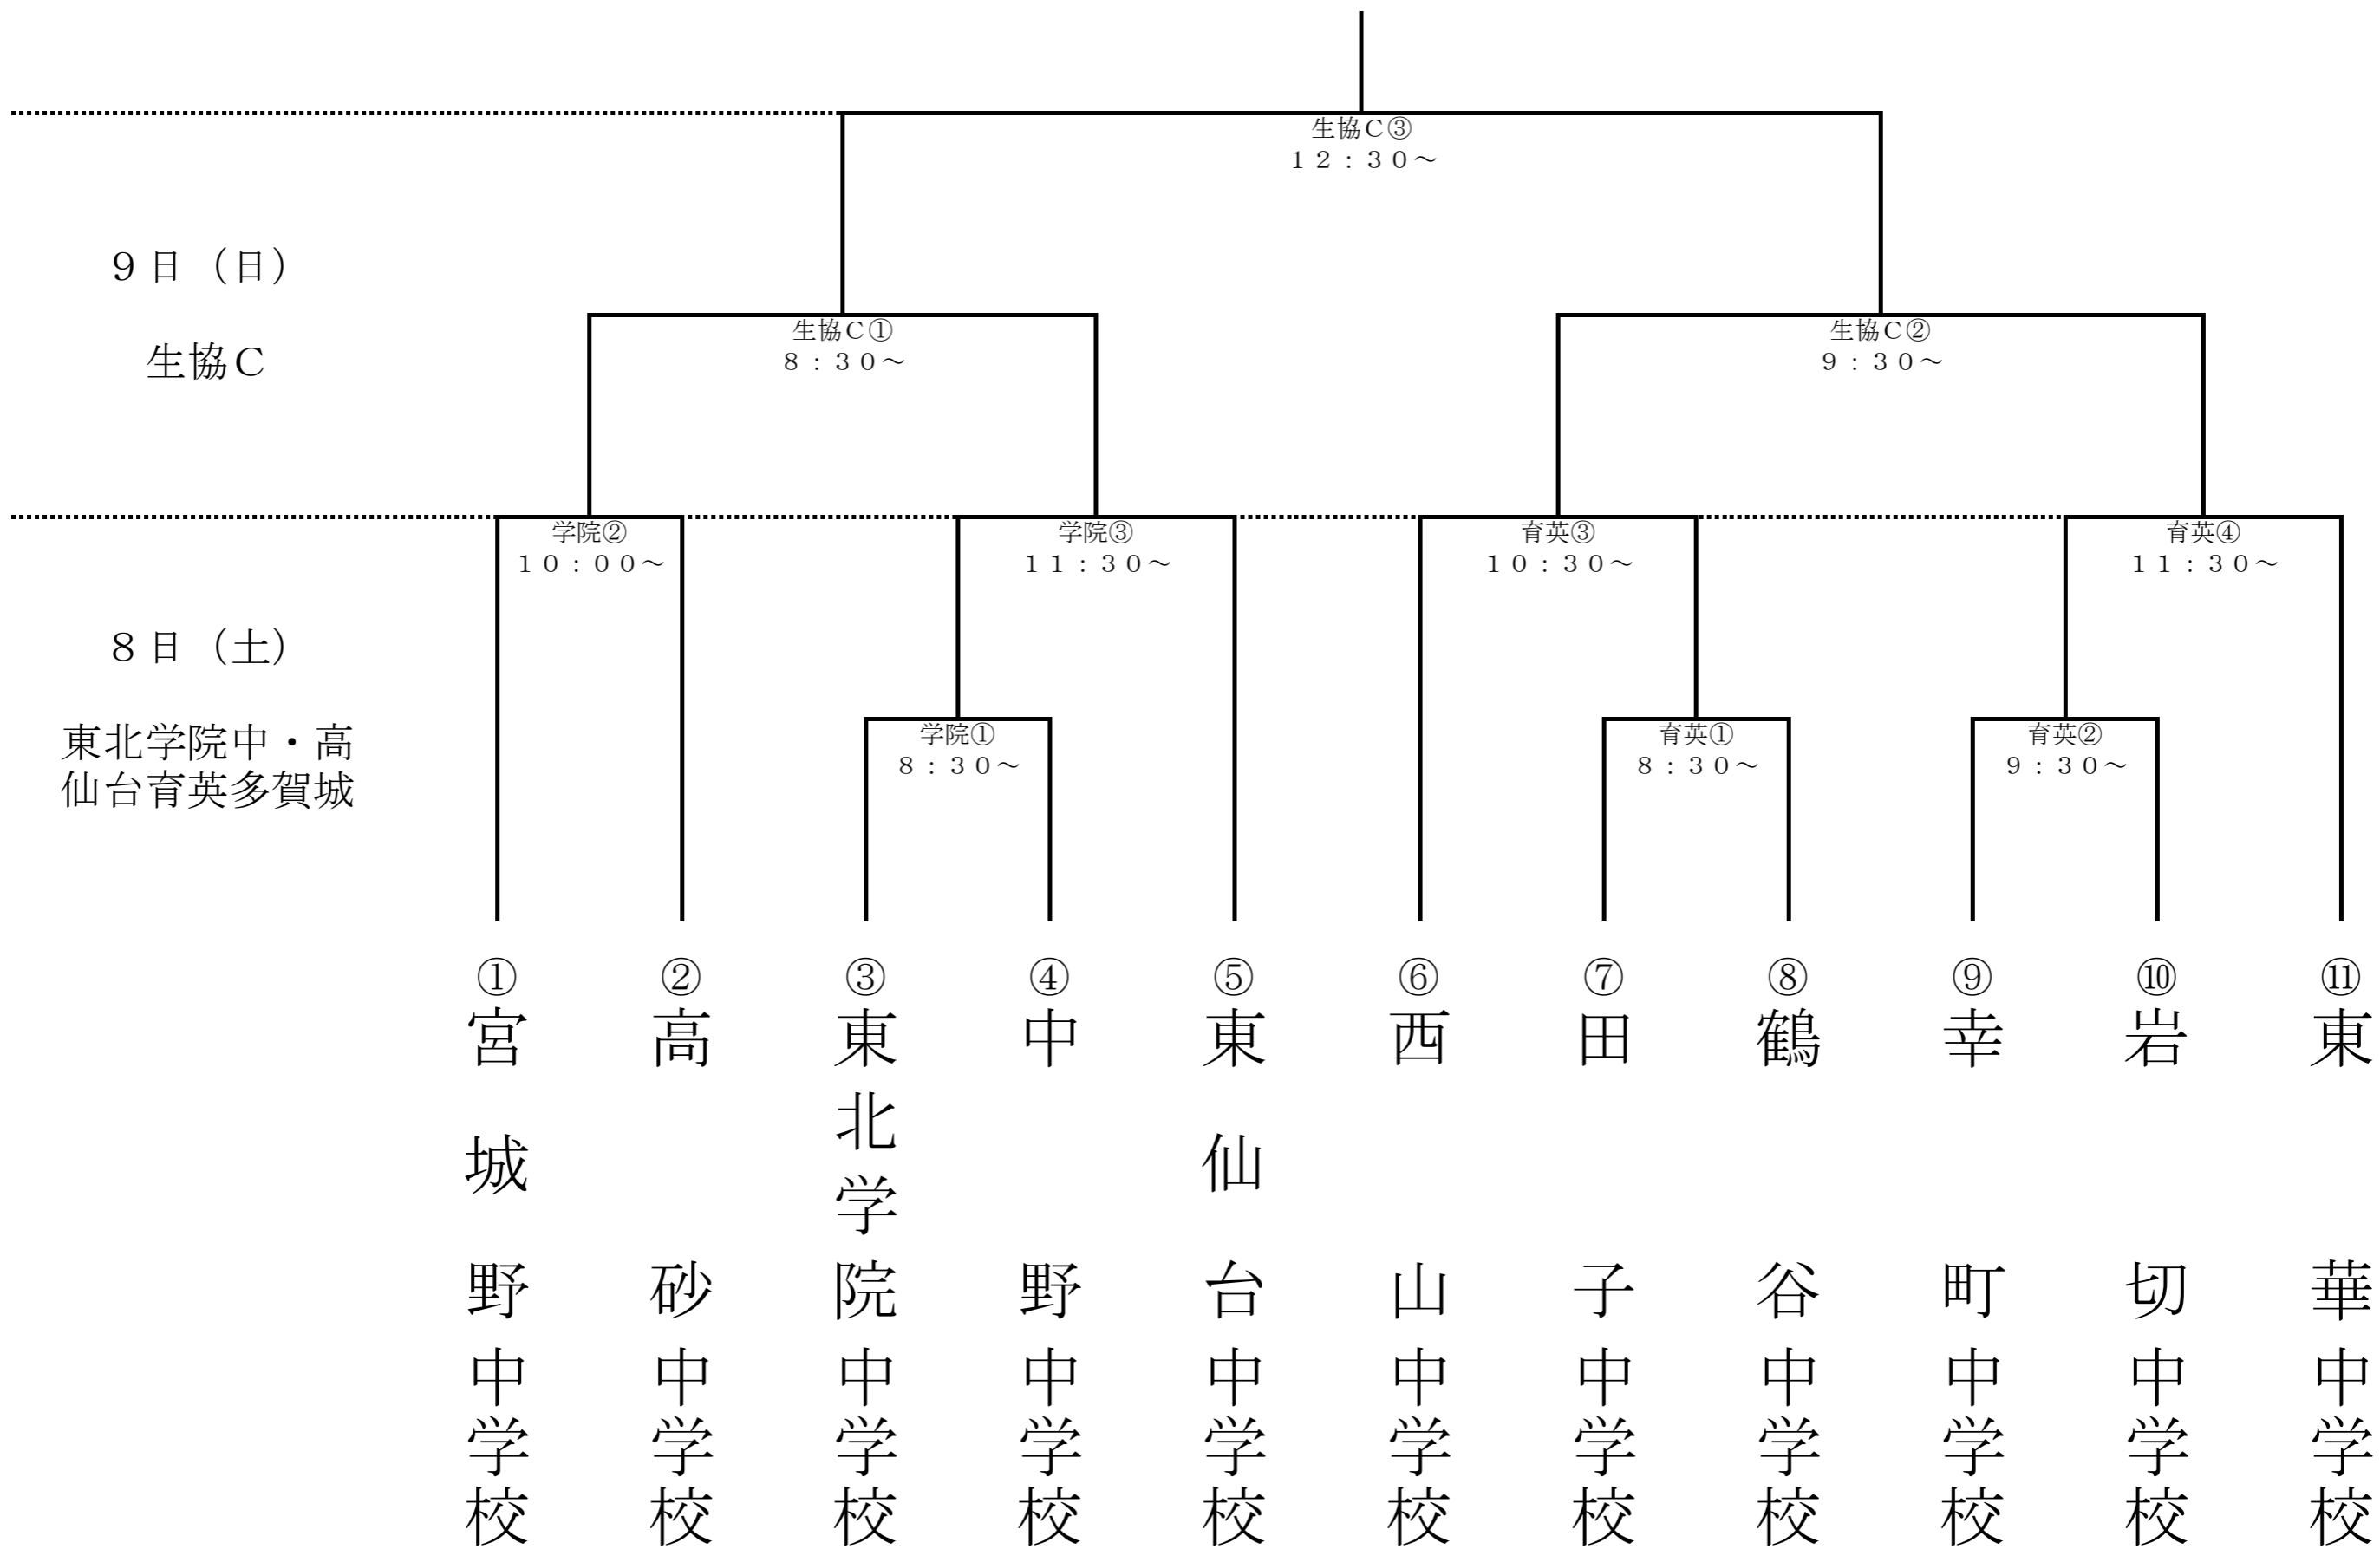 生協Ｃ③
１２：３０～
９日（日）
生協Ｃ
生協Ｃ①
８：３０～
生協Ｃ②
９：３０～
学院②
１０：００～
学院③
１１：３０～
育英③
１０：３０～
育英④
１１：３０～
８日（土）
東北学院中・高
仙台育英多賀城
学院①
８：３０～
育英①
８：３０～
育英②
９：３０～
①宮城野中学校
②高砂中学校
③東北学院中学校
④中野中学校
⑤東仙台中学校
⑥西山中学校
⑦田子中学校
⑧鶴谷中学校
⑨幸町中学校
⑩岩切中学校
⑪東華中学校